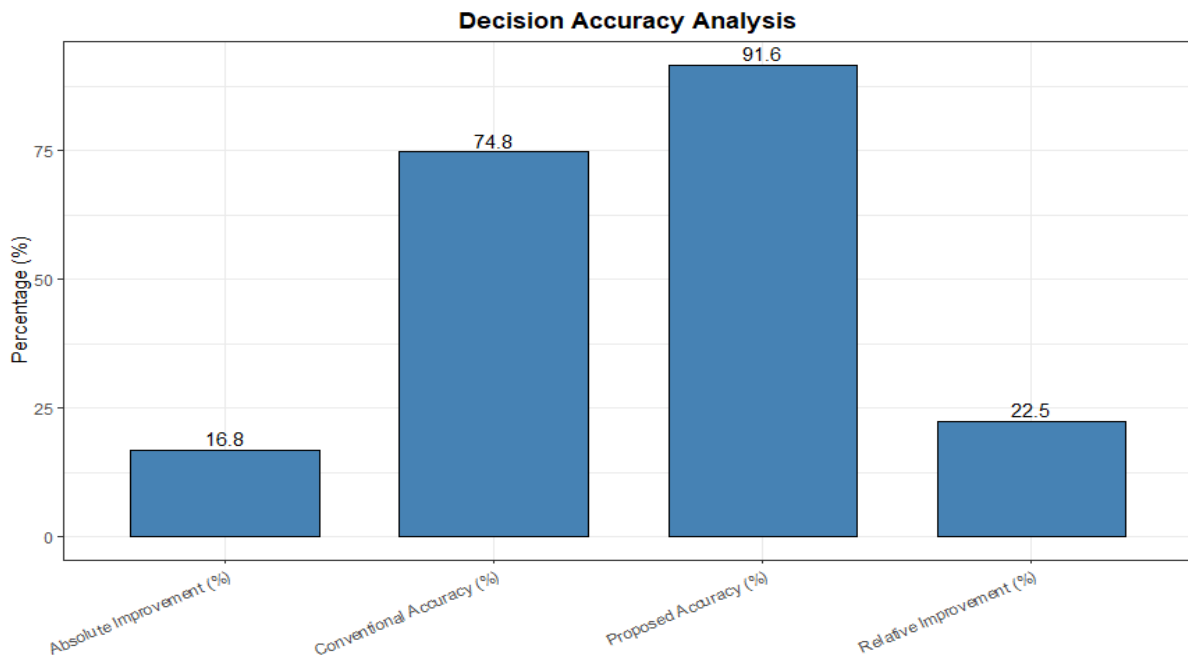 Decision Accuracy Analysis
91.6
74.8
22.5
16.8
75
50
25
0
Percentage (%)
Absolute Improvement (%)
Conventional Accuracy (%)
Proposed Accuracy (%)
Relative Improvement (%)